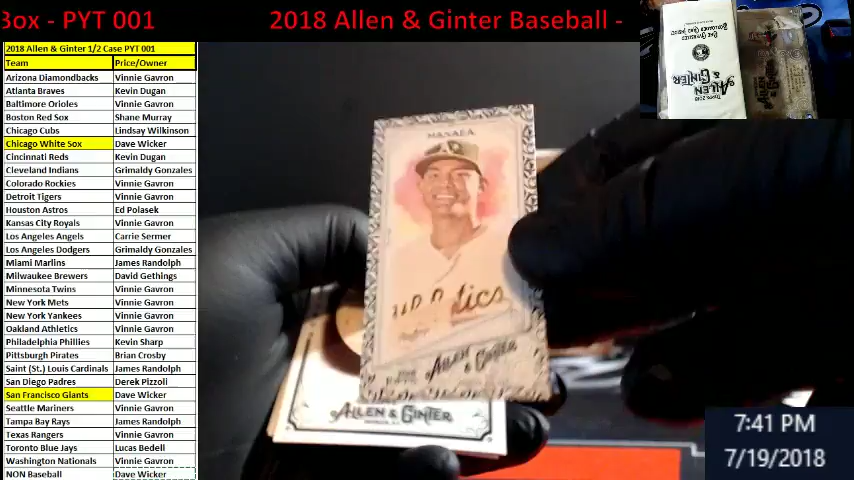 Box - PYT 001 2018 Allen & Ginter Baseball -
2018 Allen & Ginter 1/2 Case PYT 001
Team Price/Owner
Arizona Diamondbacks Vinnie Gavron
Atlanta Braves Kevin Dugan
Baltimore Orioles Vinnie Gavron
Boston Red Sox Shane Murray
Chicago Cubs Lindsay Wilkinson
Chicago White Sox Dave Wicker
Cincinnati Reds Kevin Dugan
Cleveland Indians Grimaldy Gonzales
Colorado Rockies Vinnie Gavron
Detroit Tigers Vinnie Gavron
Houston Astros Ed Polasek
Kansas City Royals Vinnie Gavron
Los Angeles Angels Carrie Sermer
Los Angeles Dodgers Grimaldy Gonzales
Miami Marlins James Randolph
Milwaukee Brewers David Gethings
Minnesota Twins Vinnie Gavron
New York Mets Vinnie Gavron
New York Yankees Vinnie Gavron
Oakland Athletics Vinnie Gavron
Philadelphia Phillies Kevin Sharp
Pittsburgh Pirates Brian Crosby
Saint (St.) Louis Cardinals James Randolph
San Diego Padres Derek Pizzoli
San Francisco Giants Dave Wicker
Seattle Mariners Vinnie Gavron
Tampa Bay Rays James Randolph
Texas Rangers Vinnie Gavron
Toronto Blue Jays Lucas Bedell
Washington Nationals Vinnie Gavron
NON Baseball Dave Wicker
MANAEA
A's
Allen & Ginter
Allen & Ginter
Allen & Ginter
7:41 PM
7/19/2018